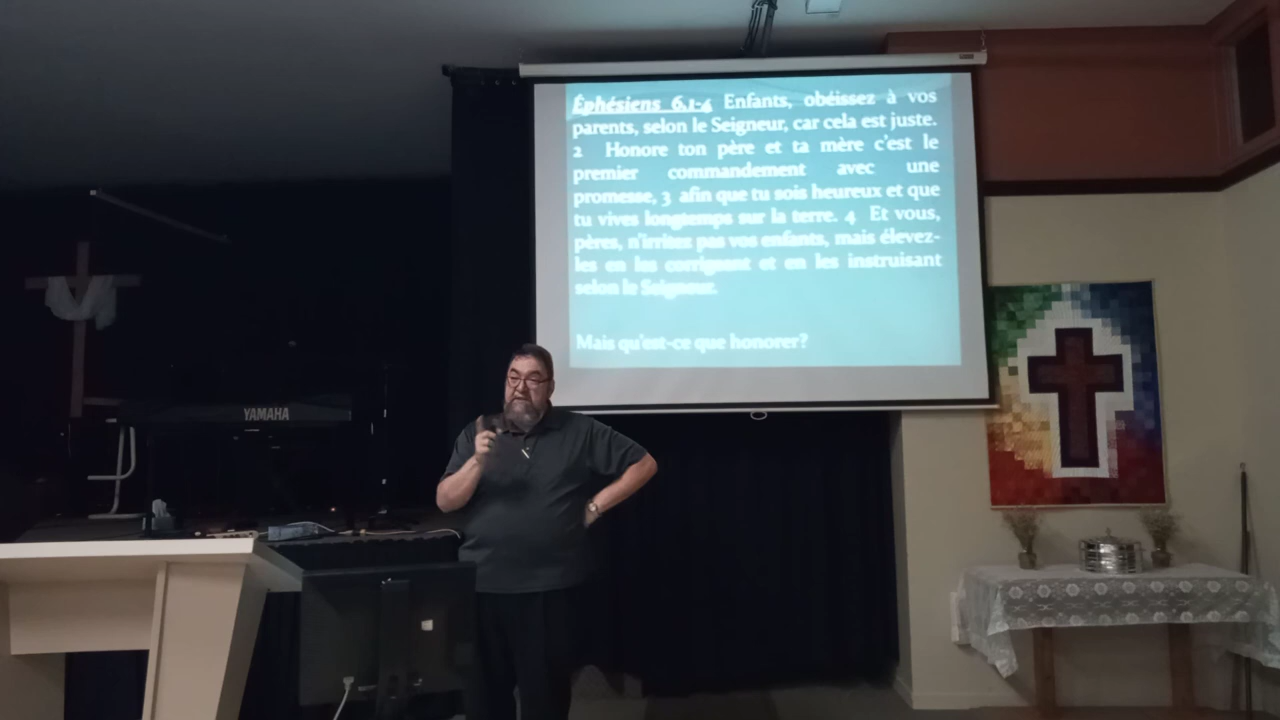 Éphésiens 6.1-4 Enfants, obéissez à vos
parents, selon le Seigneur, car cela est juste.
2 Honore ton père et ta mère c'est le
premier commandement avec une
promesse, 3 afin que tu sois heureux et que
tu vives longtemps sur la terre. 4 Et vous,
pères, n'irritez pas vos enfants, mais élevez-
les en les corrigeant et en les instruisant
selon le Seigneur.
Mais qu'est-ce que honorer?
YAMAHA